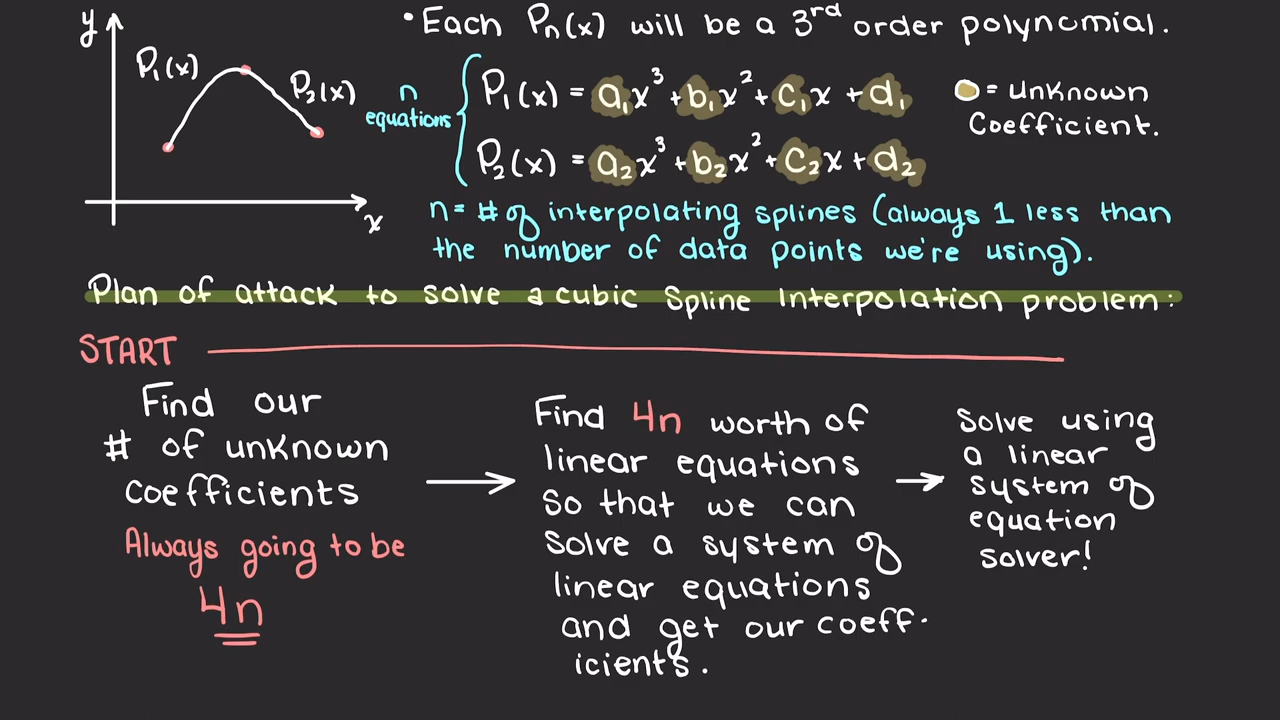 y
• Each Pn(x) will be a 3rd order polynomial.
P₁(x)
P₂(x)
x
n
equations
P₁(x) = a₁x³ + b₁x² + c₁x + d₁
P₂(x) = a₂x³ + b₂x² + c₂x + d₂
= unknown
Coefficient.
n = # of interpolating splines (always 1 less than
the number of data points we're using).
Plan of attack to solve a cubic Spline Interpolation problem:
START
Find our
# of unknown
coefficients
Always going to be
4n
Find 4n worth of
linear equations
So that we can
Solve a system of
linear equations
and get our coeff-
icients.
Solve using
a linear
system of
equation
solver!